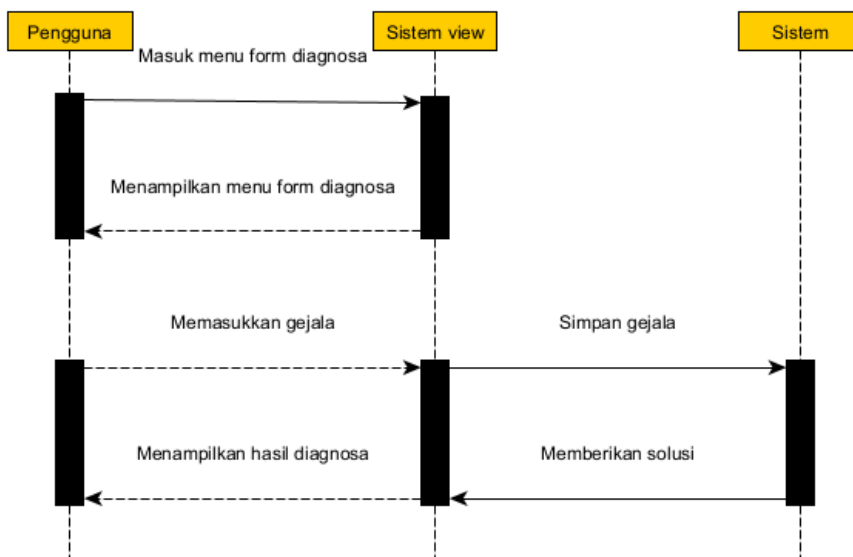 Pengguna
Sistem view
Sistem
Masuk menu form diagnosa
Menampilkan menu form diagnosa
Memasukkan gejala
Simpan gejala
Menampilkan hasil diagnosa
Memberikan solusi